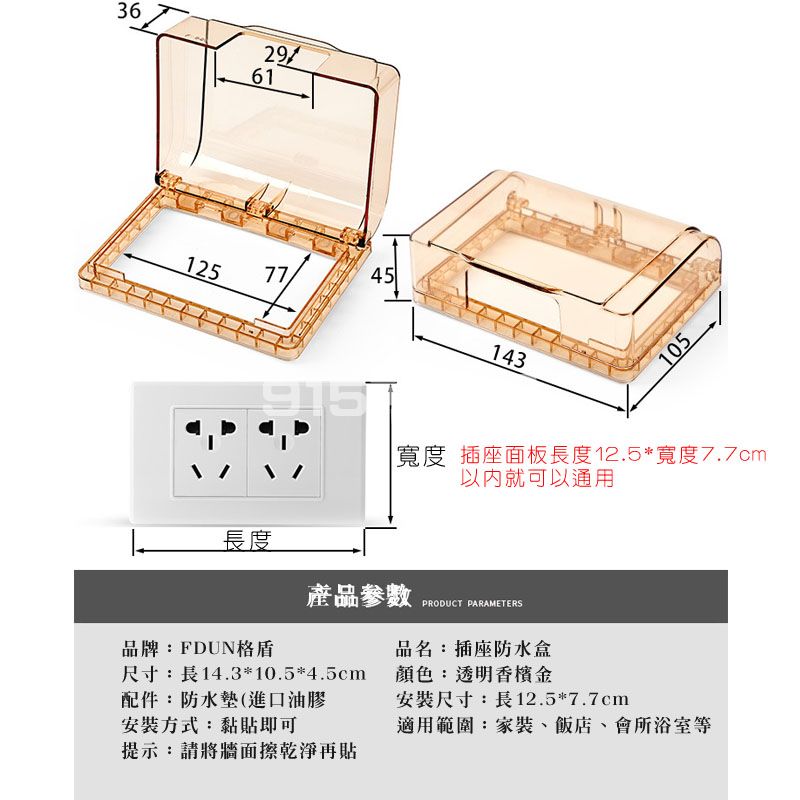 36
29
61
125
77
45
143
105
915
寬度
插座面板長度12.5*寬度7.7cm
以內就可以通用
長度
產品參數 PRODUCT PARAMETERS
品牌：FDUN格盾
品名：插座防水盒
尺寸：長14.3*10.5*4.5cm
顏色：透明香檳金
配件：防水墊(進口油膠
安裝尺寸：長12.5*7.7cm
安裝方式：黏貼即可
適用範圍：家裝、飯店、會所浴室等
提示：請將牆面擦乾淨再貼